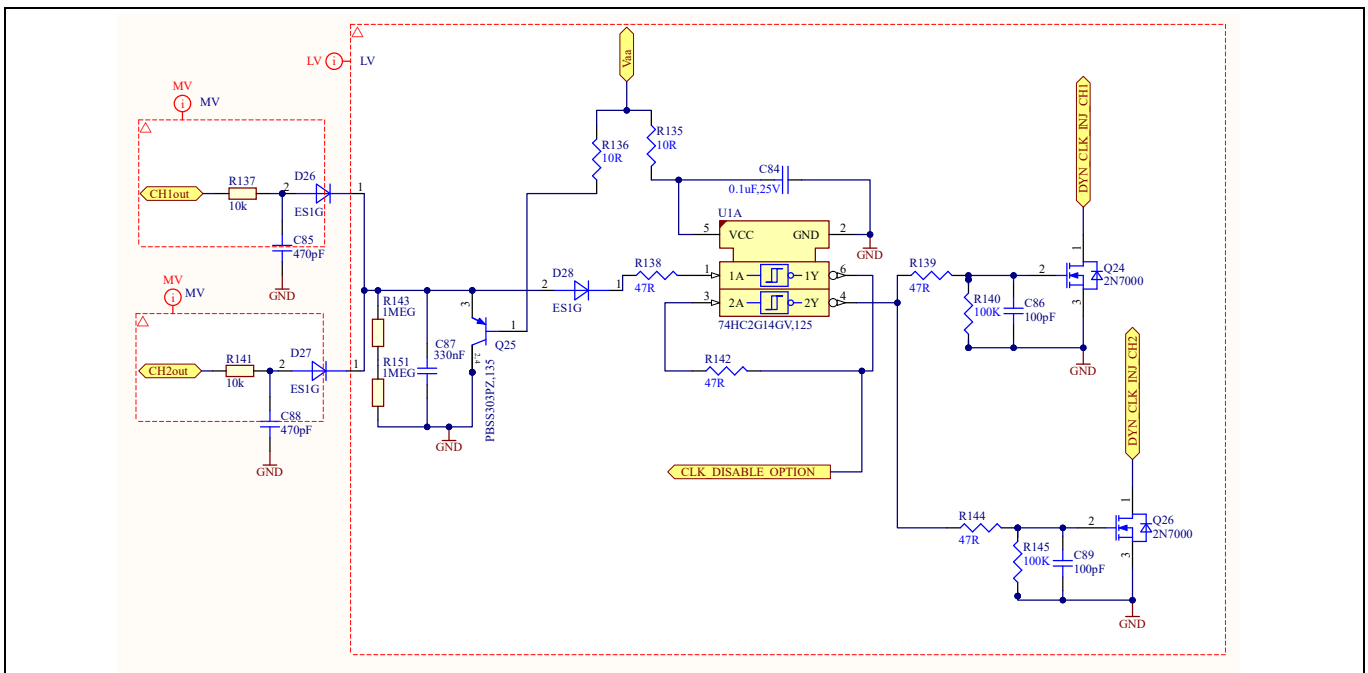 LV
LV
Vaa
MV
MV
R136
10R
R135
10R
DYN_CLK_INJ_CH1
C84
0.1uF,25V
CH1out
R137
10k
2
D26
1
ES1G
C85
470pF
GND
U1A
5
VCC
GND
2
GND
MV
MV
D28
2
1
ES1G
R138
47R
1
1A
1Y
6
3
2A
2Y
4
74HC2G14GV,125
R139
47R
1
2
Q24
2N7000
3
R140
100K
C86
100pF
GND
R143
1MEG
3
1
Q25
C87
330nF
2,4
R151
1MEG
PBSS303PZ,135
GND
CH2out
R141
10k
2
D27
1
ES1G
C88
470pF
GND
R142
47R
DYN_CLK_INJ_CH2
CLK_DISABLE_OPTION
R144
47R
1
2
Q26
2N7000
3
R145
100K
C89
100pF
GND